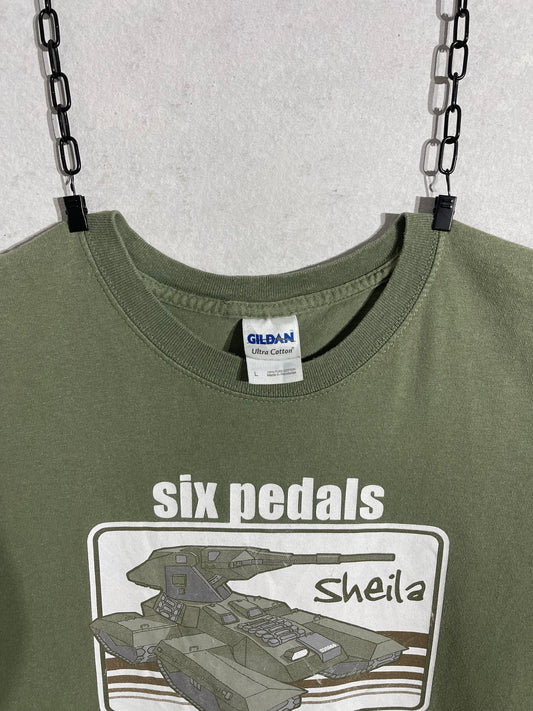 GILDAN
Ultra Cotton®
L
six pedals
Sheila